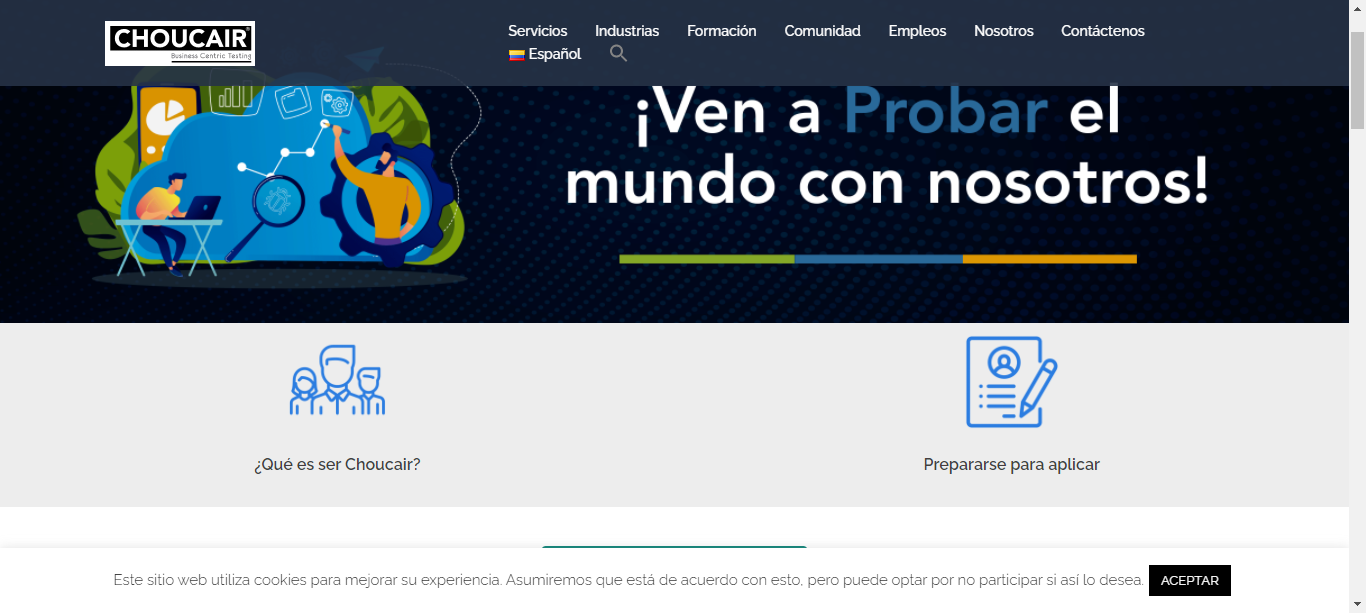 CHOUCAIR
Business Centric Testing
Servicios Industrias Formación Comunidad Empleos Nosotros Contáctenos
Español
¡Ven a Probar el
mundo con nosotros!
¿Qué es ser Choucair?
Prepararse para aplicar
Este sitio web utiliza cookies para mejorar su experiencia. Asumiremos que está de acuerdo con esto, pero puede optar por no participar si así lo desea. ACEPTAR